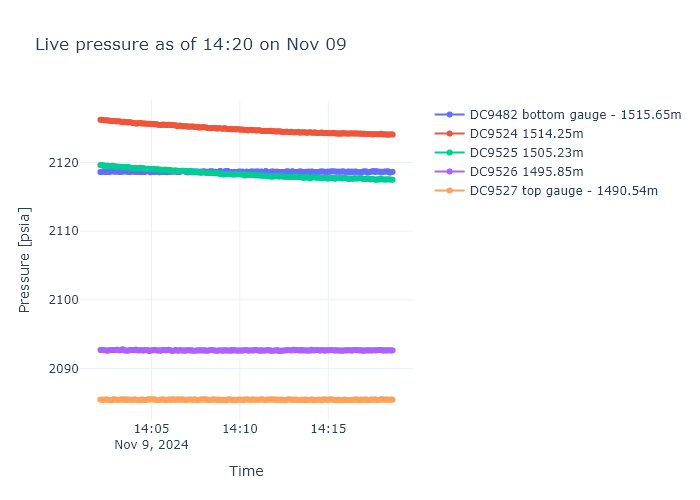 Live pressure as of 14:20 on Nov 09
DC9482 bottom gauge - 1515.65m
DC9524 1514.25m
DC9525 1505.23m
DC9526 1495.85m
DC9527 top gauge - 1490.54m
Pressure [psia]
2120
2110
2100
2090
14:05
14:10
14:15
Nov 9, 2024
Time